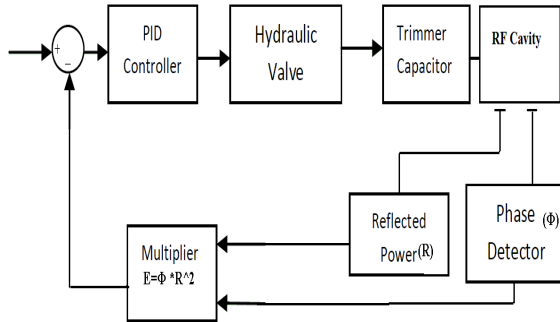 +
−
PID
Controller
Hydraulic
Valve
Trimmer
Capacitor
RF Cavity
Reflected
Power(R)
Phase (Φ)
Detector
Multiplier
E=Φ *R^2